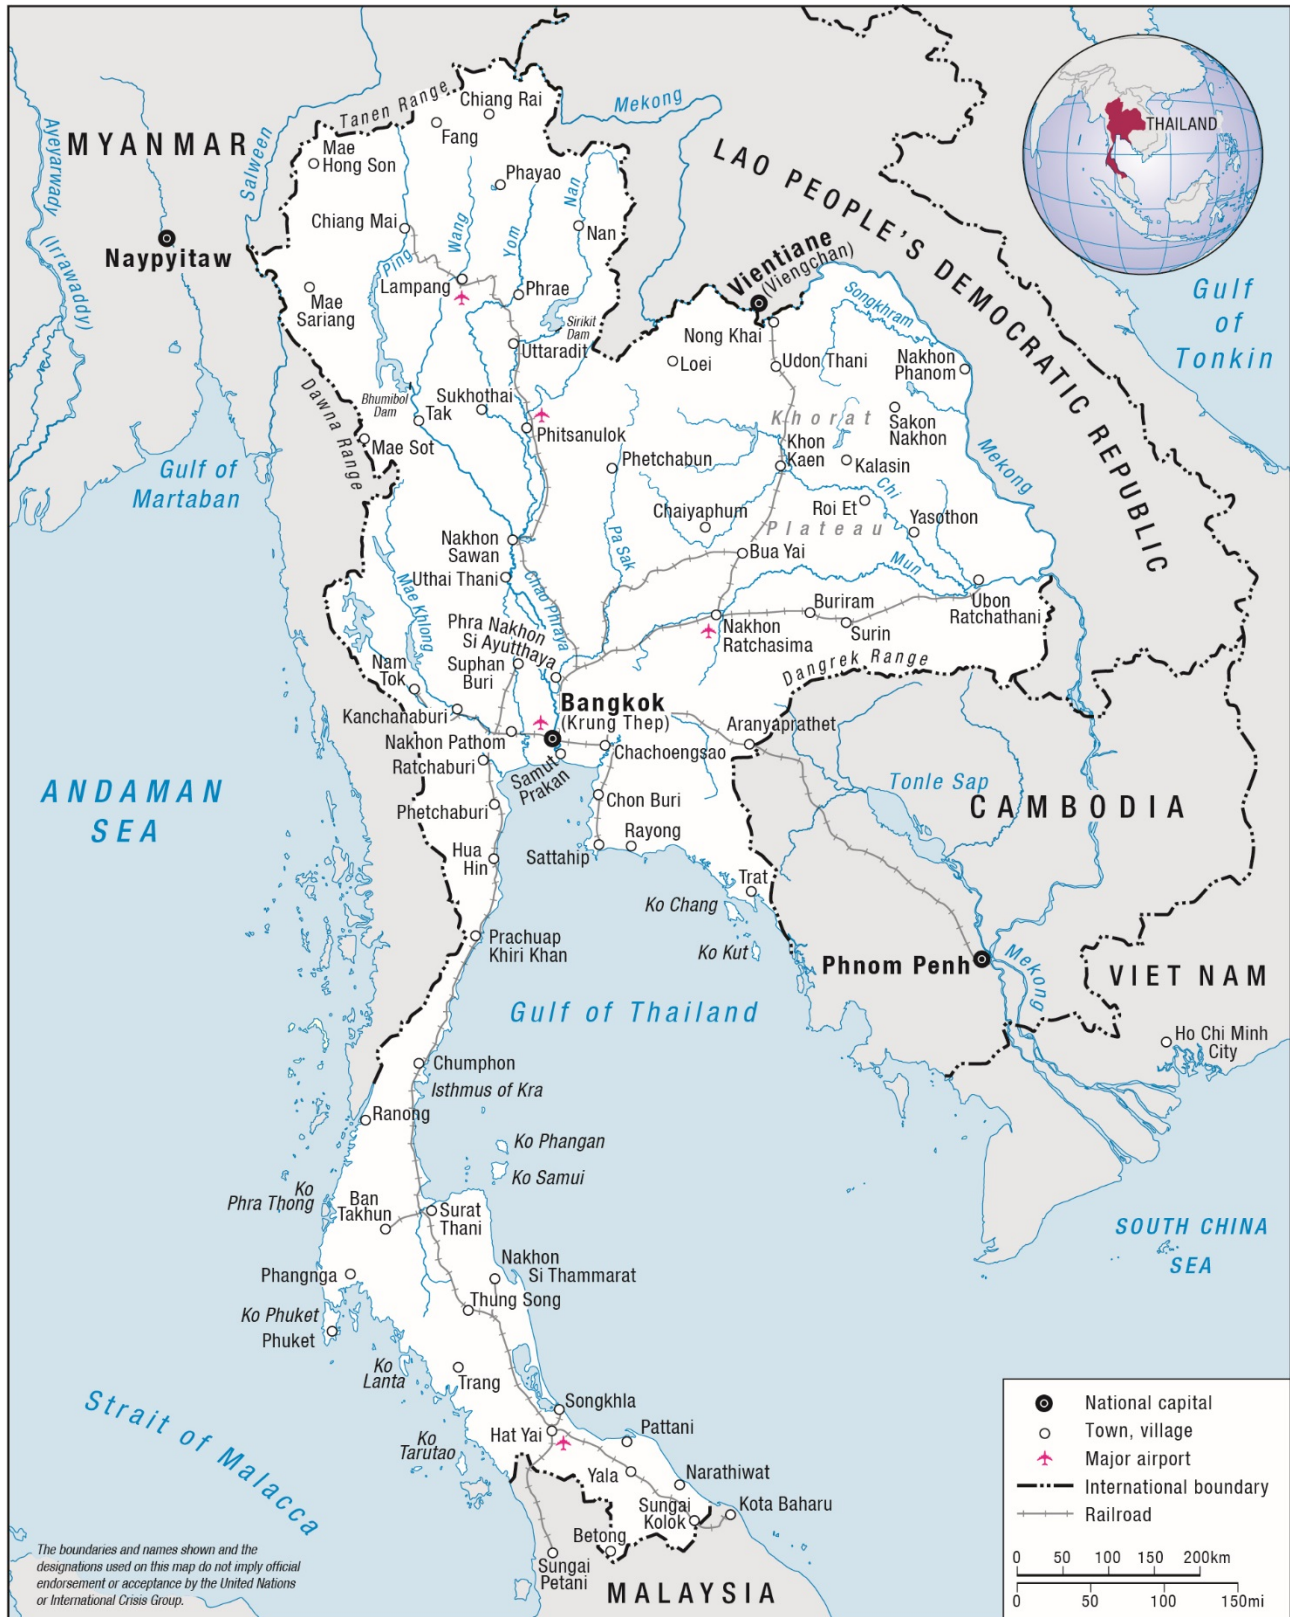 Chiang Rai
Tanen Range
Fang
Mekong
MYANMAR
Mae
Hong Son
Ayeyarwady
(Irrawaddy)
Salween
Phayao
Nan
LAO PEOPLE'S DEMOCRATIC REPUBLIC
THAILAND
Chiang Mai
Wang
Yom
Nan
Naypyitaw
Ping
Lampang
Phrae
Mae
Sariang
Vientiane
(Viengchan)
Songkhram
Gulf
of
Tonkin
Sirikit
Dam
Uttaradit
Nong Khai
Loei
Udon Thani
Nakhon
Phanom
Bhumibol
Dam
Sukhothai
Tak
Dawna Range
Mae Sot
Phitsanulok
Khorat
Sakon
Nakhon
Gulf of
Martaban
Phetchabun
Khon
Kaen
Kalasin
Mekong
Chi
Roi Et
Chaiyaphum
Plateau
Yasothon
Nakhon
Sawan
Pa Sak
Bua Yai
Mun
Uthai Thani
Mae Khlong
Chao Phraya
Buriram
Surin
Ubon
Ratchathani
Phra Nakhon
Si Ayutthaya
Nakhon
Ratchasima
Suphan
Buri
Nam
Tok
Dangrek Range
Kanchanaburi
Bangkok
(Krung Thep)
Aranyaprathet
Nakhon Pathom
Chachoengsao
Ratchaburi
Samut
Prakan
Tonle Sap
ANDAMAN
SEA
CAMBODIA
Phetchaburi
Chon Buri
Rayong
Hua
Hin
Sattahip
Trat
Ko Chang
Prachuap
Khiri Khan
Ko Kut
Phnom Penh
Mekong
VIET NAM
Gulf of Thailand
Ho Chi Minh
City
Chumphon
Isthmus of Kra
Ranong
Ko Phangan
Ko Samui
Ko
Phra Thong
Ban
Takhun
Surat
Thani
SOUTH CHINA
SEA
Nakhon
Si Thammarat
Phangnga
Thung Song
Ko Phuket
Phuket
Ko
Lanta
Trang
Strait of Malacca
Songkhla
Hat Yai
Pattani
Ko
Tarutao
Yala
Narathiwat
Sungai
Kolok
Kota Baharu
Betong
Sungai
Petani
MALAYSIA
National capital
Town, village
Major airport
International boundary
Railroad
0 50 100 150 200km
0 50 100 150mi
The boundaries and names shown and the
designations used on this map do not imply official
endorsement or acceptance by the United Nations
or International Crisis Group.